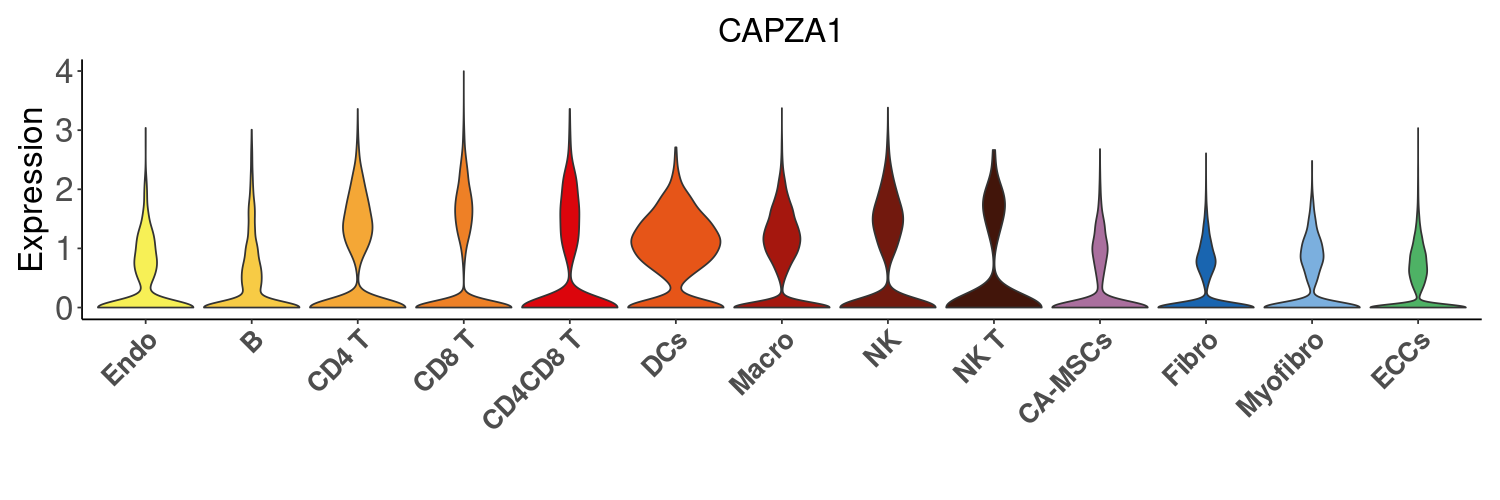 CAPZA1
Expression
4
3
2
1
0
Endo
B
CD4 T
CD8 T
CD4CD8 T
DCs
Macro
NK
NK T
CA-MSCs
Fibro
Myofibro
ECCs